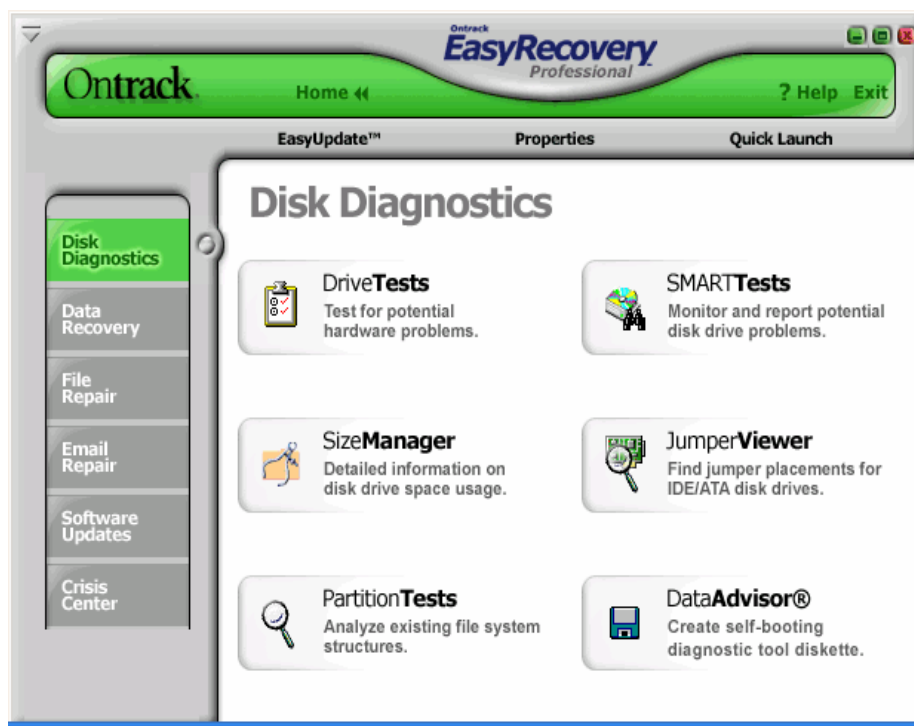 Ontrack
EasyRecovery
Professional
Ontrack.
Home
? Help Exit
EasyUpdate™ Properties Quick Launch
Disk Diagnostics
Disk
Diagnostics
Data
Recovery
File
Repair
Email
Repair
Software
Updates
Crisis
Center
DriveTests
Test for potential
hardware problems.
SMARTTests
Monitor and report potential
disk drive problems.
SizeManager
Detailed information on
disk drive space usage.
JumperViewer
Find jumper placements for
IDE/ATA disk drives.
PartitionTests
Analyze existing file system
structures.
DataAdvisor®
Create self-booting
diagnostic tool diskette.